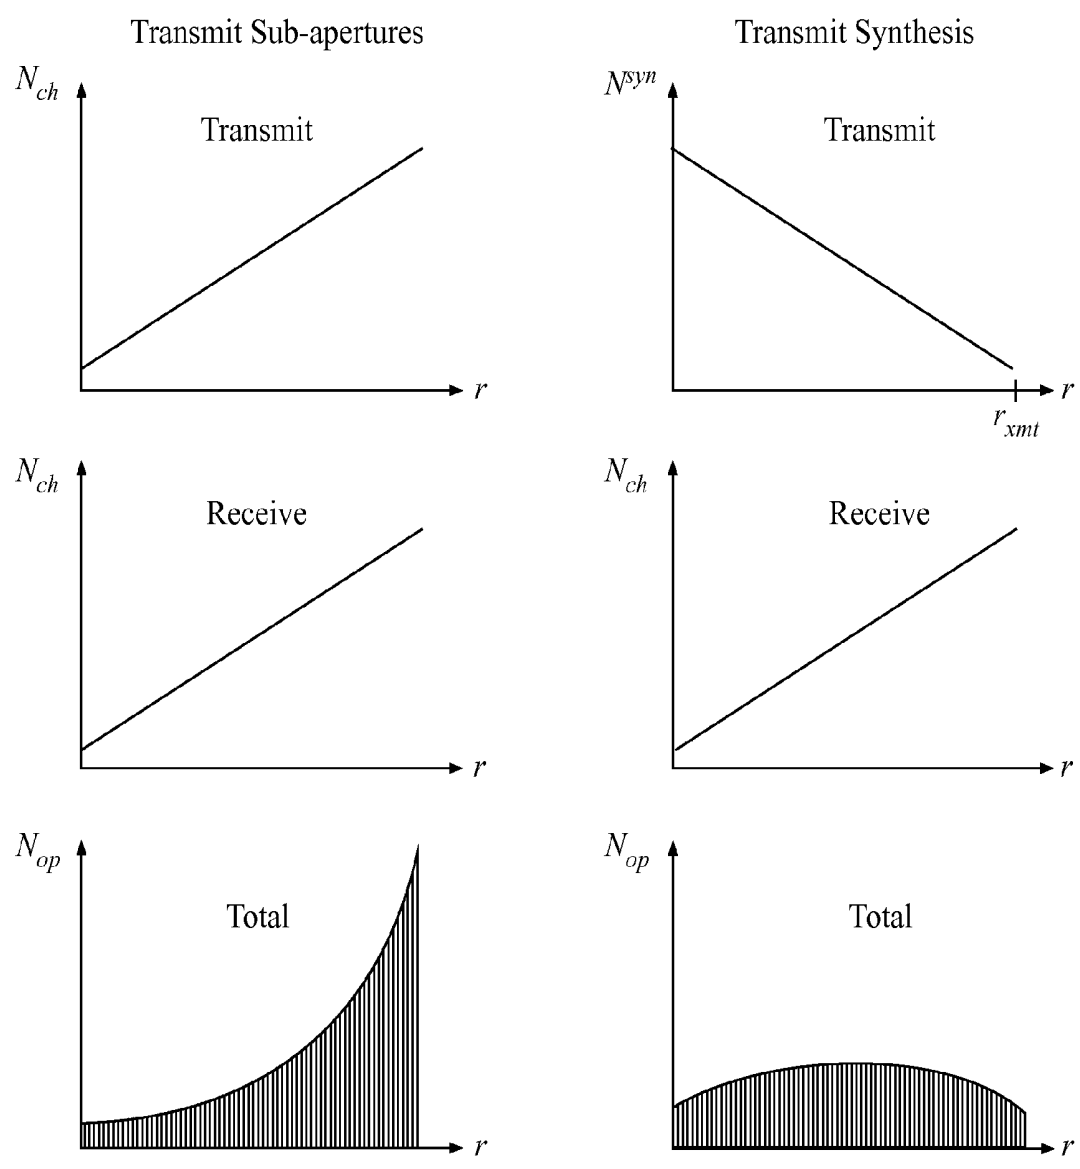 Transmit Sub-apertures
Transmit Synthesis
N_ch
Transmit
r
N^syn
Transmit
r
r_xmt
N_ch
Receive
r
N_ch
Receive
r
N_op
Total
r
N_op
Total
r